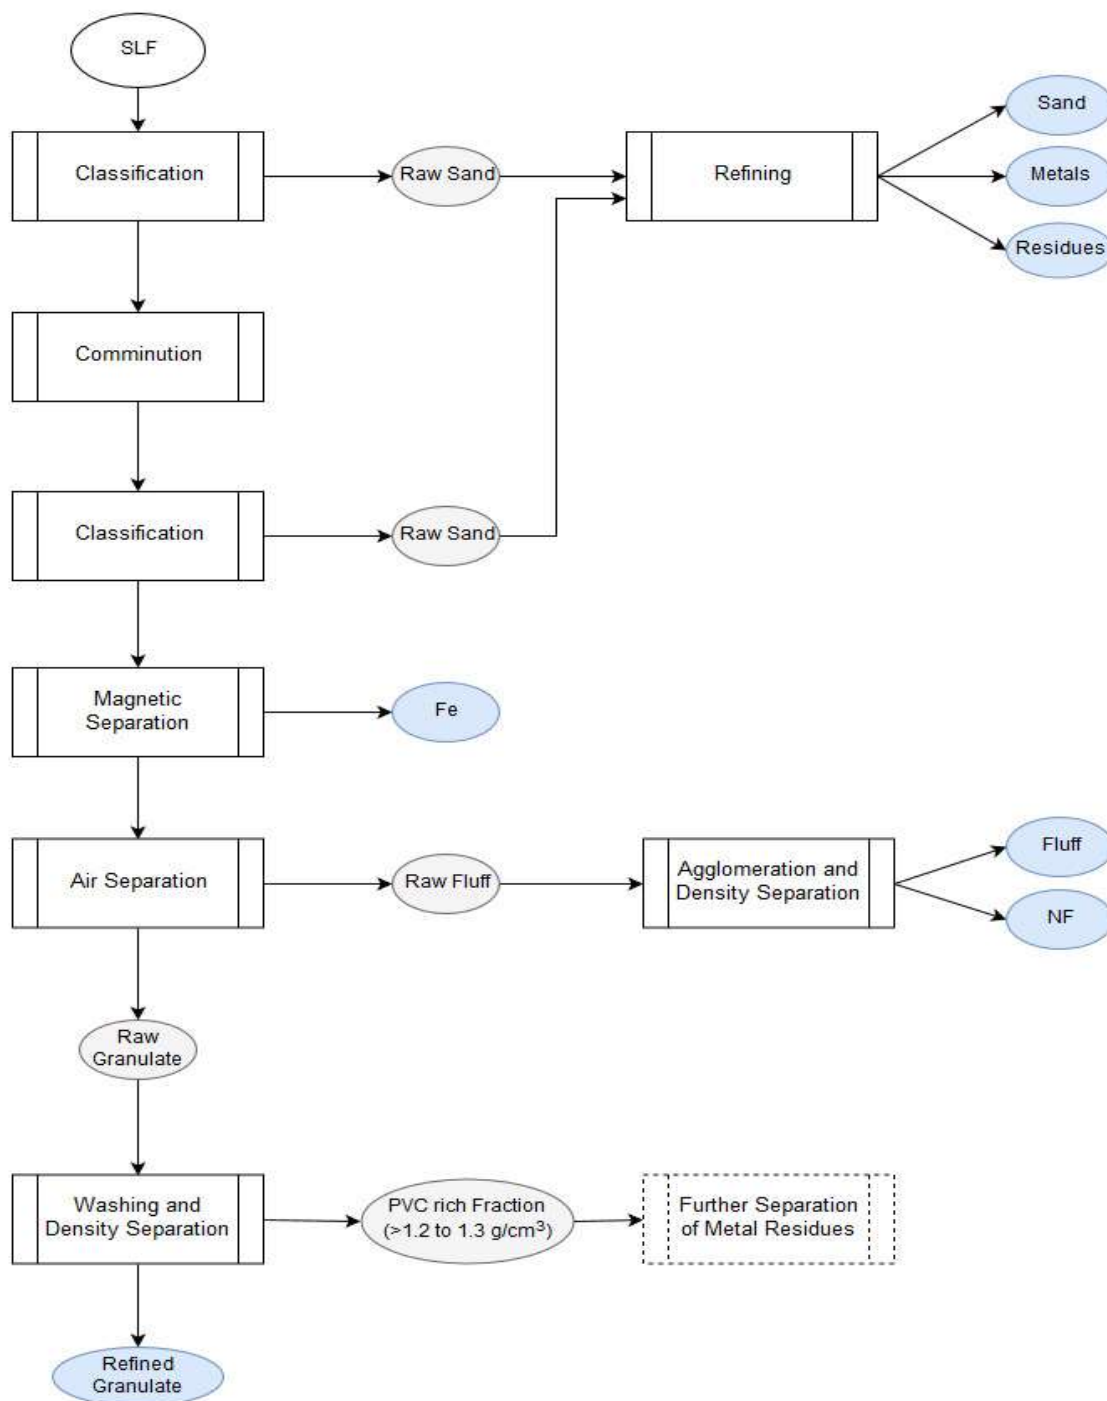 SLF
Classification
Raw Sand
Refining
Sand
Metals
Residues
Comminution
Classification
Raw Sand
Magnetic
Separation
Fe
Air Separation
Raw Fluff
Agglomeration and
Density Separation
Fluff
NF
Raw
Granulate
Washing and
Density Separation
PVC rich Fraction
(>1.2 to 1.3 g/cm³)
Further Separation
of Metal Residues
Refined
Granulate